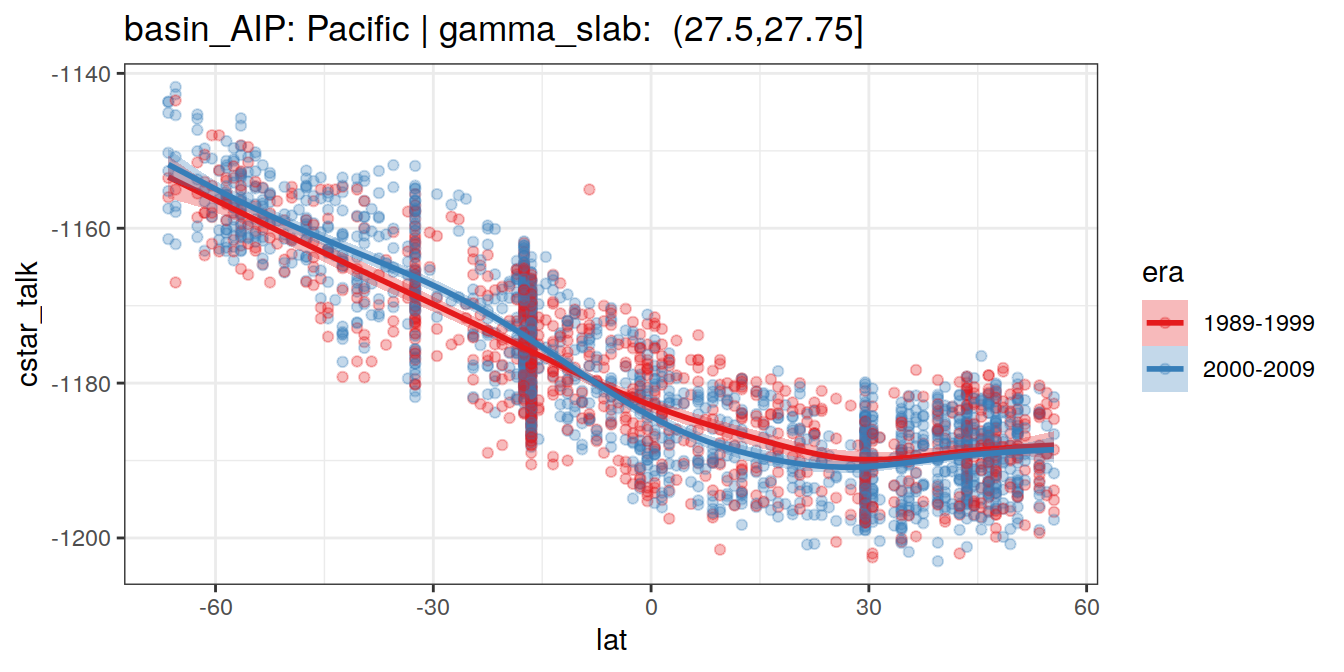 basin_AIP: Pacific | gamma_slab:  (27.5,27.75]
-1140
-1160
-1180
-1200
cstar_talk
-60
-30
0
30
60
lat
era
1989-1999
2000-2009